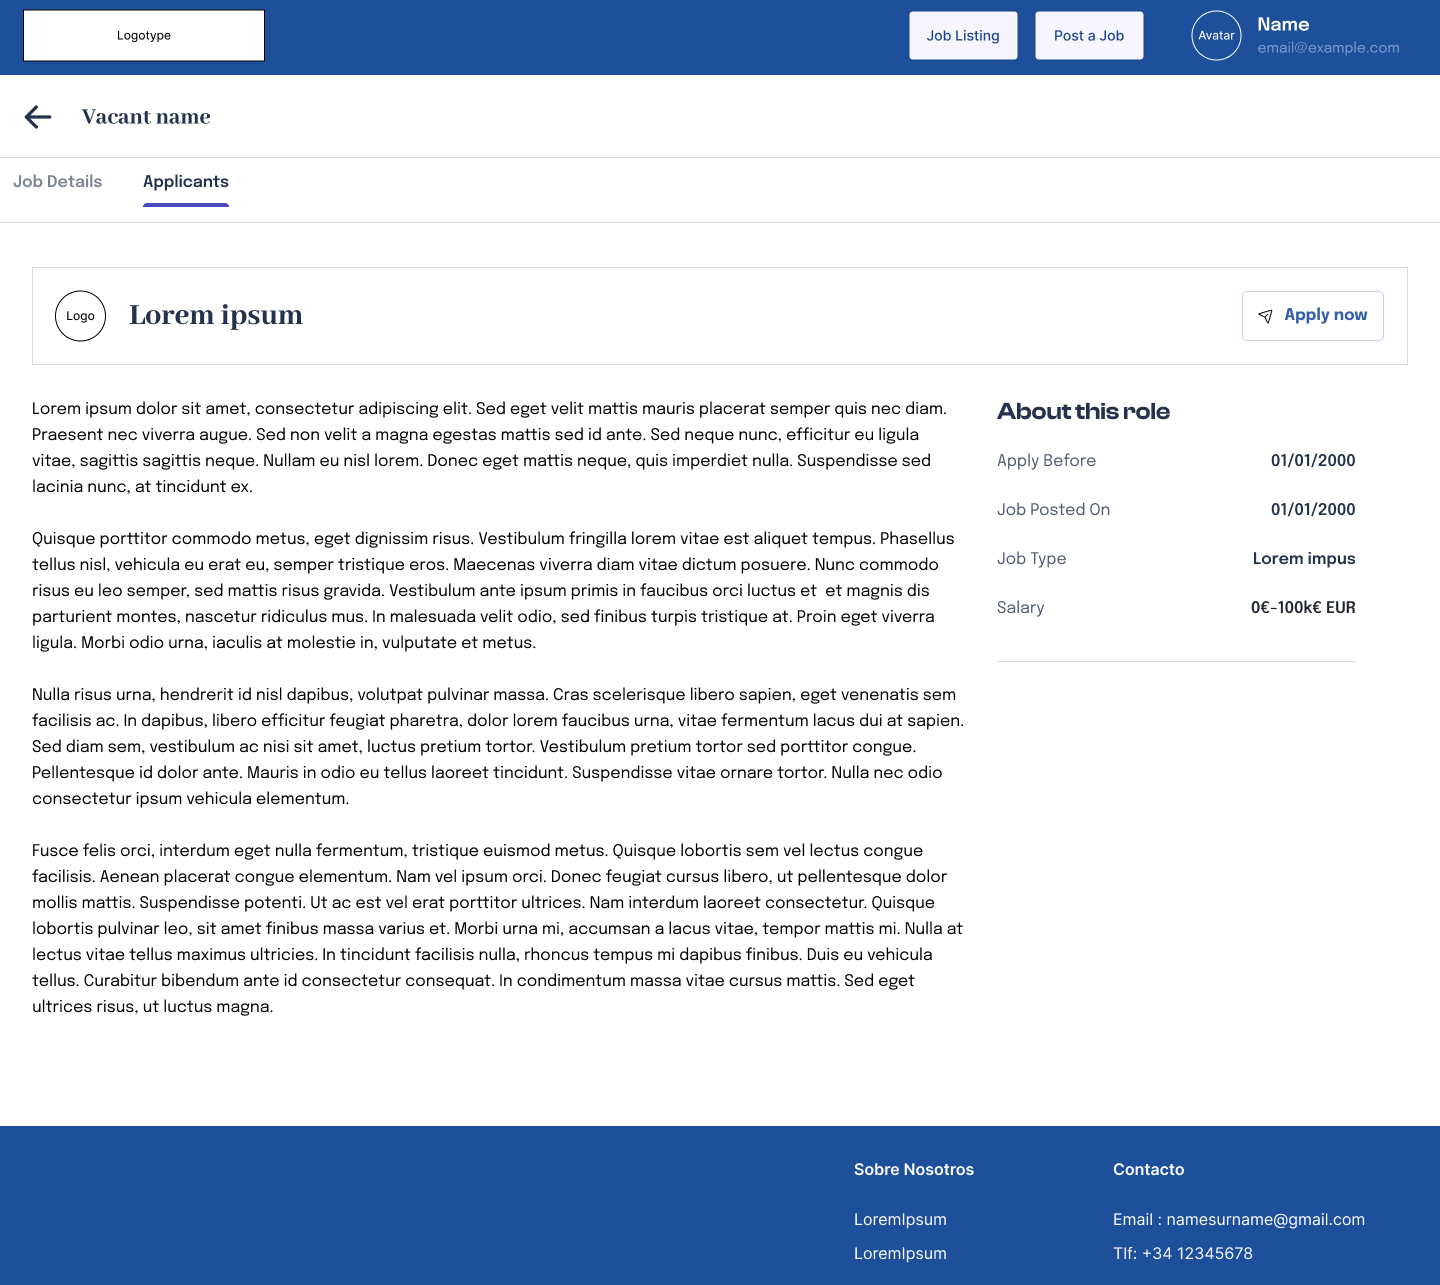 Logotype
Job Listing
Post a Job
Avatar
Name
email@example.com
Vacant name
Job Details
Applicants
Logo
Lorem ipsum
Apply now
Lorem ipsum dolor sit amet, consectetur adipiscing elit. Sed eget velit mattis mauris placerat semper quis nec diam.
Praesent nec viverra augue. Sed non velit a magna egestas mattis sed id ante. Sed neque nunc, efficitur eu ligula
vitae, sagittis sagittis neque. Nullam eu nisl lorem. Donec eget mattis neque, quis imperdiet nulla. Suspendisse sed
lacinia nunc, at tincidunt ex.
Quisque porttitor commodo metus, eget dignissim risus. Vestibulum fringilla lorem vitae est aliquet tempus. Phasellus
tellus nisl, vehicula eu erat eu, semper tristique eros. Maecenas viverra diam vitae dictum posuere. Nunc commodo
risus eu leo semper, sed mattis risus gravida. Vestibulum ante ipsum primis in faucibus orci luctus et  et magnis dis
parturient montes, nascetur ridiculus mus. In malesuada velit odio, sed finibus turpis tristique at. Proin eget viverra
ligula. Morbi odio urna, iaculis at molestie in, vulputate et metus.
Nulla risus urna, hendrerit id nisl dapibus, volutpat pulvinar massa. Cras scelerisque libero sapien, eget venenatis sem
facilisis ac. In dapibus, libero efficitur feugiat pharetra, dolor lorem faucibus urna, vitae fermentum lacus dui at sapien.
Sed diam sem, vestibulum ac nisi sit amet, luctus pretium tortor. Vestibulum pretium tortor sed porttitor congue.
Pellentesque id dolor ante. Mauris in odio eu tellus laoreet tincidunt. Suspendisse vitae ornare tortor. Nulla nec odio
consectetur ipsum vehicula elementum.
Fusce felis orci, interdum eget nulla fermentum, tristique euismod metus. Quisque lobortis sem vel lectus congue
facilisis. Aenean placerat congue elementum. Nam vel ipsum orci. Donec feugiat cursus libero, ut pellentesque dolor
mollis mattis. Suspendisse potenti. Ut ac est vel erat porttitor ultrices. Nam interdum laoreet consectetur. Quisque
lobortis pulvinar leo, sit amet finibus massa varius et. Morbi urna mi, accumsan a lacus vitae, tempor mattis mi. Nulla at
lectus vitae tellus maximus ultricies. In tincidunt facilisis nulla, rhoncus tempus mi dapibus finibus. Duis eu vehicula
tellus. Curabitur bibendum ante id consectetur consequat. In condimentum massa vitae cursus mattis. Sed eget
ultrices risus, ut luctus magna.
About this role
Apply Before 01/01/2000
Job Posted On 01/01/2000
Job Type Lorem impus
Salary 0€-100k€ EUR
Sobre Nosotros
LoremIpsum
LoremIpsum
Contacto
Email : namesurname@gmail.com
Tlf: +34 12345678